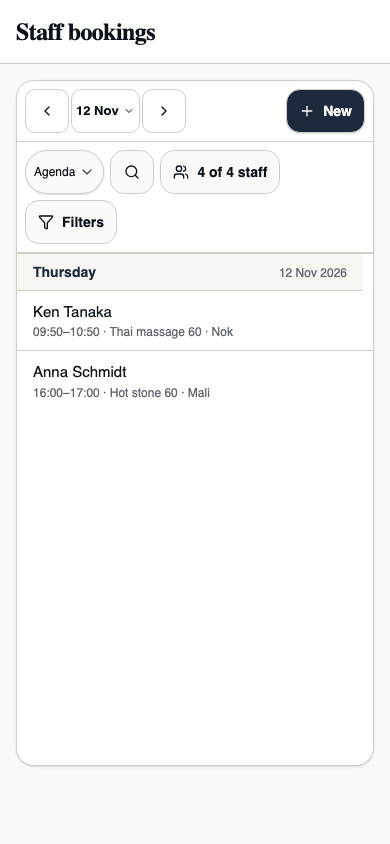 Staff bookings
12 Nov
New
Agenda
4 of 4 staff
Filters
Thursday 12 Nov 2026
Ken Tanaka
09:50–10:50 · Thai massage 60 · Nok
Anna Schmidt
16:00–17:00 · Hot stone 60 · Mali